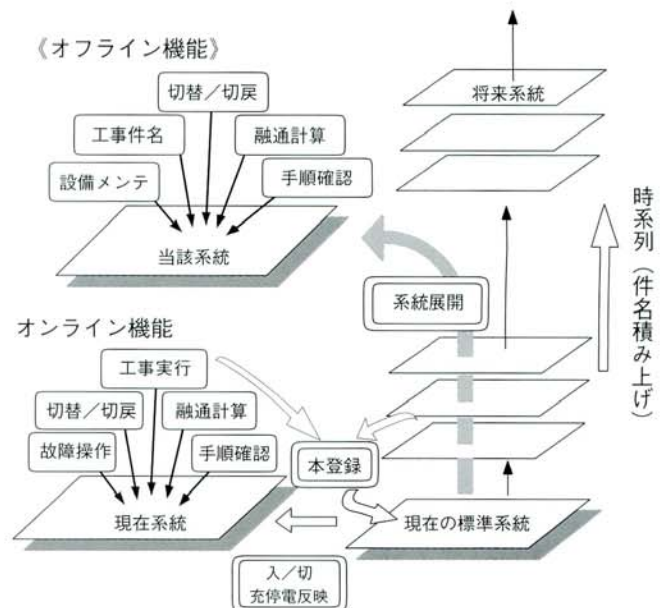 《オフライン機能》
切替／切戻
工事件名
融通計算
設備メンテ
手順確認
当該系統
将来系統
時系列（件名積み上げ）
系統展開
オンライン機能
工事実行
切替／切戻
融通計算
故障操作
手順確認
本登録
現在系統
現在の標準系統
入／切
充停電反映